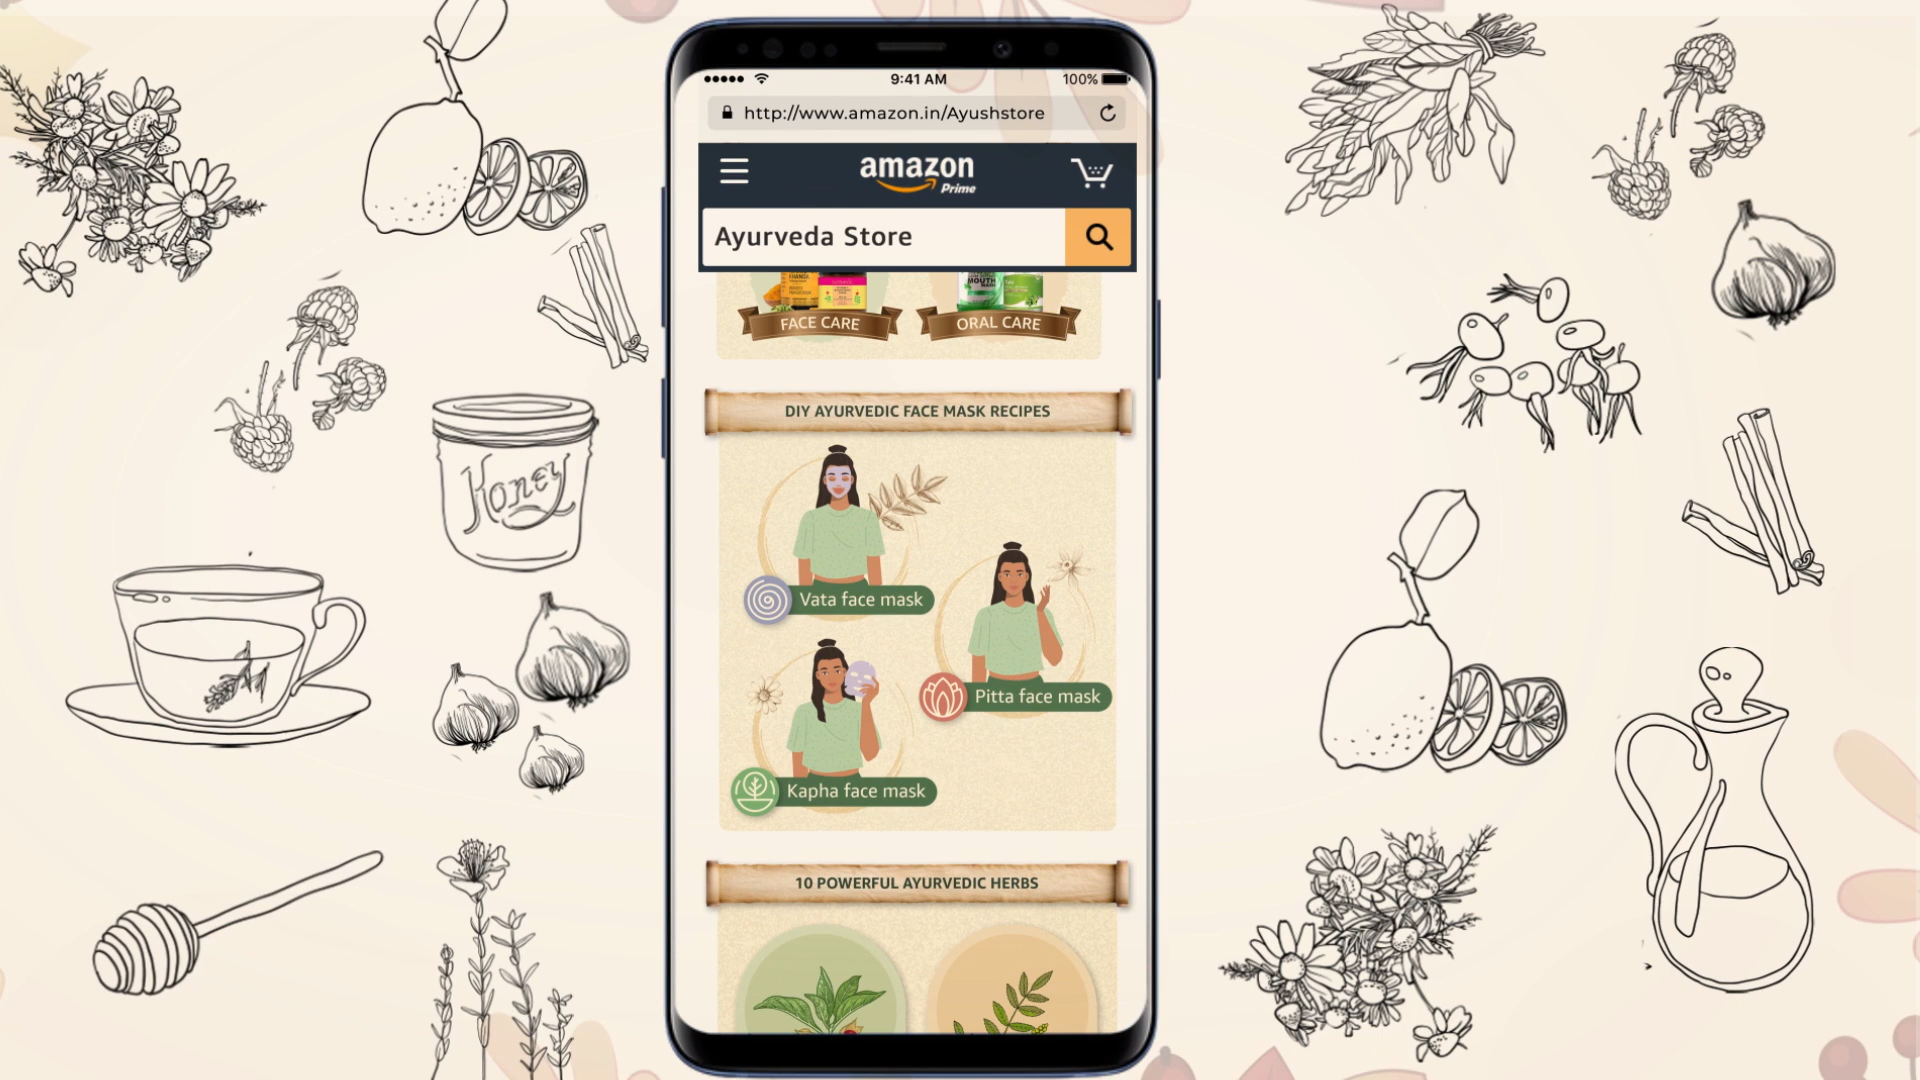 9:41 AM
100%
http://www.amazon.in/Ayushstore
amazon
Prime
Ayurveda Store
MOUTH
FACE CARE
ORAL CARE
DIY AYURVEDIC FACE MASK RECIPES
Honey
Vata face mask
Pitta face mask
Kapha face mask
10 POWERFUL AYURVEDIC HERBS